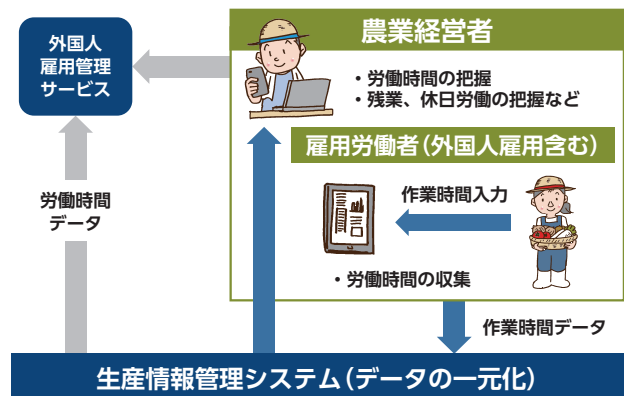 外国人
雇用管理
サービス
農業経営者
・労働時間の把握
・残業、休日労働の把握など
雇用労働者（外国人雇用含む）
作業時間入力
労働時間
データ
・労働時間の収集
作業時間データ
生産情報管理システム（データの一元化）